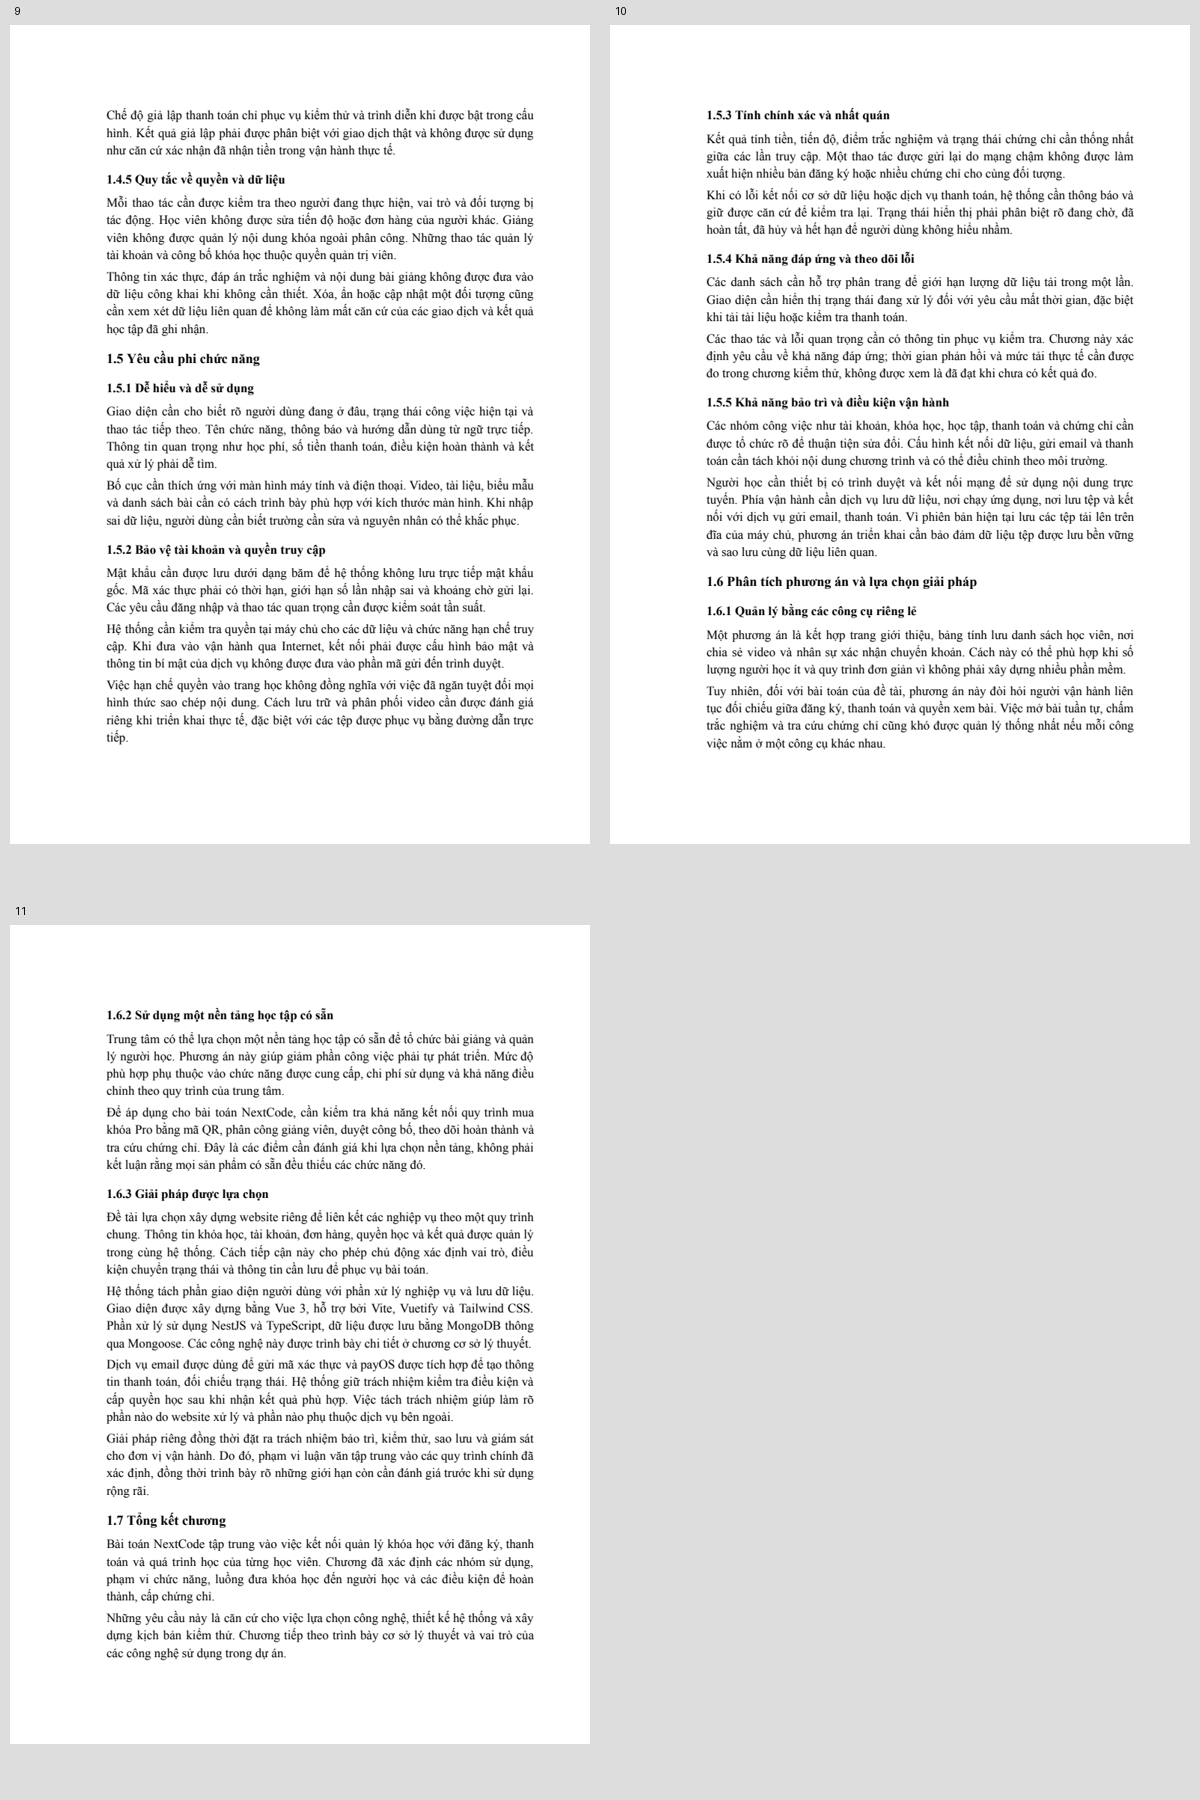 9
Chế độ giả lập thanh toán chỉ phục vụ kiểm thử và trình diễn khi được bật trong cấu
hình. Kết quả giả lập phải được phân biệt với giao dịch thật và không được sử dụng
như căn cứ xác nhận đã nhận tiền trong vận hành thực tế.
1.4.5 Quy tắc về quyền và dữ liệu
Mỗi thao tác cần được kiểm tra theo người đang thực hiện, vai trò và đối tượng bị
tác động. Học viên không được sửa tiến độ hoặc đơn hàng của người khác. Giảng
viên không được quản lý nội dung khóa ngoài phân công. Những thao tác quản lý
tài khoản và công bố khóa học thuộc quyền quản trị viên.
Thông tin xác thực, đáp án trắc nghiệm và nội dung bài giảng không được đưa vào
dữ liệu công khai khi không cần thiết. Xóa, ẩn hoặc cập nhật một đối tượng cũng
cần xem xét dữ liệu liên quan để không làm mất căn cứ của các giao dịch và kết quả
học tập đã ghi nhận.
1.5 Yêu cầu phi chức năng
1.5.1 Dễ hiểu và dễ sử dụng
Giao diện cần cho biết rõ người dùng đang ở đâu, trạng thái công việc hiện tại và
thao tác tiếp theo. Tên chức năng, thông báo và hướng dẫn dùng từ ngữ trực tiếp.
Thông tin quan trọng như học phí, số tiền thanh toán, điều kiện hoàn thành và kết
quả xử lý phải dễ tìm.
Bố cục cần thích ứng với màn hình máy tính và điện thoại. Video, tài liệu, biểu mẫu
và danh sách bài cần có cách trình bày phù hợp với kích thước màn hình. Khi nhập
sai dữ liệu, người dùng cần biết trường cần sửa và nguyên nhân có thể khắc phục.
1.5.2 Bảo vệ tài khoản và quyền truy cập
Mật khẩu cần được lưu dưới dạng băm để hệ thống không lưu trực tiếp mật khẩu
gốc. Mã xác thực phải có thời hạn, giới hạn số lần nhập sai và khoảng chờ gửi lại.
Các yêu cầu đăng nhập và thao tác quan trọng cần được kiểm soát tần suất.
Hệ thống cần kiểm tra quyền tại máy chủ cho các dữ liệu và chức năng hạn chế truy
cập. Khi đưa vào vận hành qua Internet, kết nối phải được cấu hình bảo mật và
thông tin bí mật của dịch vụ không được đưa vào phần mã gửi đến trình duyệt.
Việc hạn chế quyền vào trang học không đồng nghĩa với việc đã ngăn tuyệt đối mọi
hình thức sao chép nội dung. Cách lưu trữ và phân phối video cần được đánh giá
riêng khi triển khai thực tế, đặc biệt với các tệp được phục vụ bằng đường dẫn trực
tiếp.
10
1.5.3 Tính chính xác và nhất quán
Kết quả tính tiền, tiến độ, điểm trắc nghiệm và trạng thái chứng chỉ cần thống nhất
giữa các lần truy cập. Một thao tác được gửi lại do mạng chậm không được làm
xuất hiện nhiều bản đăng ký hoặc nhiều chứng chỉ cho cùng đối tượng.
Khi có lỗi kết nối cơ sở dữ liệu hoặc dịch vụ thanh toán, hệ thống cần thông báo và
giữ được căn cứ để kiểm tra lại. Trạng thái hiển thị phải phân biệt rõ đang chờ, đã
hoàn tất, đã hủy và hết hạn để người dùng không hiểu nhầm.
1.5.4 Khả năng đáp ứng và theo dõi lỗi
Các danh sách cần hỗ trợ phân trang để giới hạn lượng dữ liệu tải trong một lần.
Giao diện cần hiển thị trạng thái đang xử lý đối với yêu cầu mất thời gian, đặc biệt
khi tải tài liệu hoặc kiểm tra thanh toán.
Các thao tác và lỗi quan trọng cần có thông tin phục vụ kiểm tra. Chương này xác
định yêu cầu về khả năng đáp ứng; thời gian phản hồi và mức tải thực tế cần được
đo trong chương kiểm thử, không được xem là đã đạt khi chưa có kết quả đo.
1.5.5 Khả năng bảo trì và điều kiện vận hành
Các nhóm công việc như tài khoản, khóa học, học tập, thanh toán và chứng chỉ cần
được tổ chức rõ để thuận tiện sửa đổi. Cấu hình kết nối dữ liệu, gửi email và thanh
toán cần tách khỏi nội dung chương trình và có thể điều chỉnh theo môi trường.
Người học cần thiết bị có trình duyệt và kết nối mạng để sử dụng nội dung trực
tuyến. Phía vận hành cần dịch vụ lưu dữ liệu, nơi chạy ứng dụng, nơi lưu tệp và kết
nối với dịch vụ gửi email, thanh toán. Vì phiên bản hiện tại lưu các tệp tải lên trên
đĩa của máy chủ, phương án triển khai cần bảo đảm dữ liệu tệp được lưu bền vững
và sao lưu cùng dữ liệu liên quan.
1.6 Phân tích phương án và lựa chọn giải pháp
1.6.1 Quản lý bằng các công cụ riêng lẻ
Một phương án là kết hợp trang giới thiệu, bảng tính lưu danh sách học viên, nơi
chia sẻ video và nhân sự xác nhận chuyển khoản. Cách này có thể phù hợp khi số
lượng người học ít và quy trình đơn giản vì không phải xây dựng nhiều phần mềm.
Tuy nhiên, đối với bài toán của đề tài, phương án này đòi hỏi người vận hành liên
tục đối chiếu giữa đăng ký, thanh toán và quyền xem bài. Việc mở bài tuần tự, chấm
trắc nghiệm và tra cứu chứng chỉ cũng khó được quản lý thống nhất nếu mỗi công
việc nằm ở một công cụ khác nhau.
11
1.6.2 Sử dụng một nền tảng học tập có sẵn
Trung tâm có thể lựa chọn một nền tảng học tập có sẵn để tổ chức bài giảng và quản
lý người học. Phương án này giúp giảm phần công việc phải tự phát triển. Mức độ
phù hợp phụ thuộc vào chức năng được cung cấp, chi phí sử dụng và khả năng điều
chỉnh theo quy trình của trung tâm.
Để áp dụng cho bài toán NextCode, cần kiểm tra khả năng kết nối quy trình mua
khóa Pro bằng mã QR, phân công giảng viên, duyệt công bố, theo dõi hoàn thành và
tra cứu chứng chỉ. Đây là các điểm cần đánh giá khi lựa chọn nền tảng, không phải
kết luận rằng mọi sản phẩm có sẵn đều thiếu các chức năng đó.
1.6.3 Giải pháp được lựa chọn
Đề tài lựa chọn xây dựng website riêng để liên kết các nghiệp vụ theo một quy trình
chung. Thông tin khóa học, tài khoản, đơn hàng, quyền học và kết quả được quản lý
trong cùng hệ thống. Cách tiếp cận này cho phép chủ động xác định vai trò, điều
kiện chuyển trạng thái và thông tin cần lưu để phục vụ bài toán.
Hệ thống tách phần giao diện người dùng với phần xử lý nghiệp vụ và lưu dữ liệu.
Giao diện được xây dựng bằng Vue 3, hỗ trợ bởi Vite, Vuetify và Tailwind CSS.
Phần xử lý sử dụng NestJS và TypeScript, dữ liệu được lưu bằng MongoDB thông
qua Mongoose. Các công nghệ này được trình bày chi tiết ở chương cơ sở lý thuyết.
Dịch vụ email được dùng để gửi mã xác thực và payOS được tích hợp để tạo thông
tin thanh toán, đối chiếu trạng thái. Hệ thống giữ trách nhiệm kiểm tra điều kiện và
cấp quyền học sau khi nhận kết quả phù hợp. Việc tách trách nhiệm giúp làm rõ
phần nào do website xử lý và phần nào phụ thuộc dịch vụ bên ngoài.
Giải pháp riêng đồng thời đặt ra trách nhiệm bảo trì, kiểm thử, sao lưu và giám sát
cho đơn vị vận hành. Do đó, phạm vi luận văn tập trung vào các quy trình chính đã
xác định, đồng thời trình bày rõ những giới hạn còn cần đánh giá trước khi sử dụng
rộng rãi.
1.7 Tổng kết chương
Bài toán NextCode tập trung vào việc kết nối quản lý khóa học với đăng ký, thanh
toán và quá trình học của từng học viên. Chương đã xác định các nhóm sử dụng,
phạm vi chức năng, luồng đưa khóa học đến người học và các điều kiện để hoàn
thành, cấp chứng chỉ.
Những yêu cầu này là căn cứ cho việc lựa chọn công nghệ, thiết kế hệ thống và xây
dựng kịch bản kiểm thử. Chương tiếp theo trình bày cơ sở lý thuyết và vai trò của
các công nghệ sử dụng trong dự án.